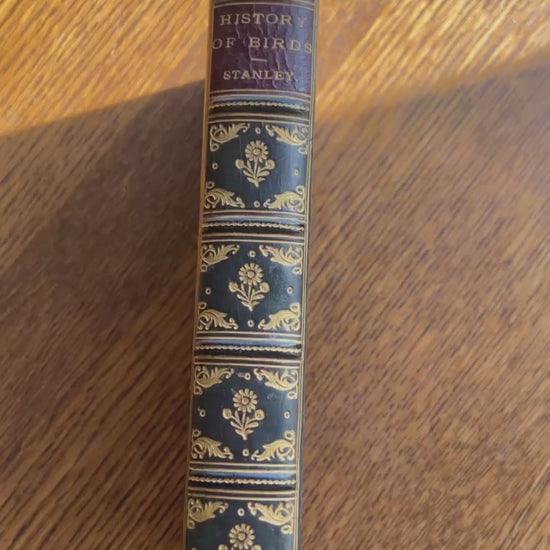 HISTORY
OF BIRDS
STANLEY.